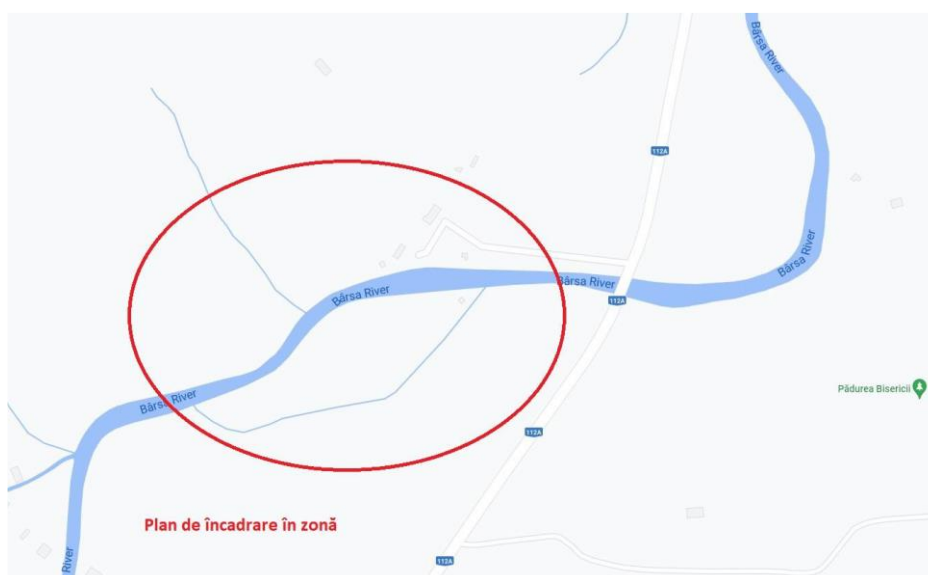 Bârsa River
112A
Bârsa River
Bârsa River
Bârsa River
112A
Pădurea Bisericii
Bârsa River
112A
Plan de încadrare în zonă
112A
River